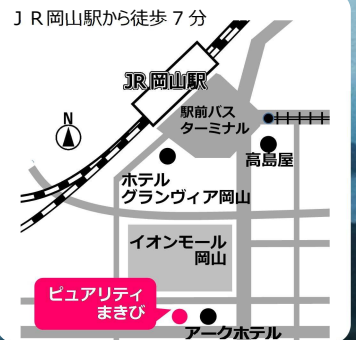 ＪＲ岡山駅から徒歩７分
JR岡山駅
駅前バス
ターミナル
N
高島屋
ホテル
グランヴィア岡山
イオンモール
岡山
ピュアリティ
まきび
アークホテル